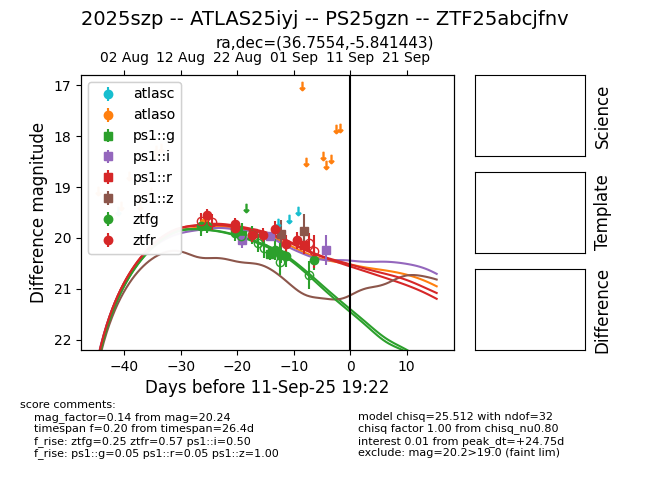 2025szp -- ATLAS25iyj -- PS25gzn -- ZTF25abcjfnv
ra,dec=(36.7554,-5.841443)
02 Aug 12 Aug 22 Aug 01 Sep 11 Sep 21 Sep
17
18
19
20
21
22
Difference magnitude
atlasc
atlaso
ps1::g
ps1::i
ps1::r
ps1::z
ztfg
ztfr
−40 −30 −20 −10 0 10
Days before 11-Sep-25 19:22
Science
Template
Difference
score comments:
mag_factor=0.14 from mag=20.24
timespan f=0.20 from timespan=26.4d
f_rise: ztfg=0.25 ztfr=0.57 ps1::i=0.50
f_rise: ps1::g=0.05 ps1::r=0.05 ps1::z=1.00
model chisq=25.512 with ndof=32
chisq factor 1.00 from chisq_nu0.80
interest 0.01 from peak_dt=+24.75d
exclude: mag=20.2>19.0 (faint lim)